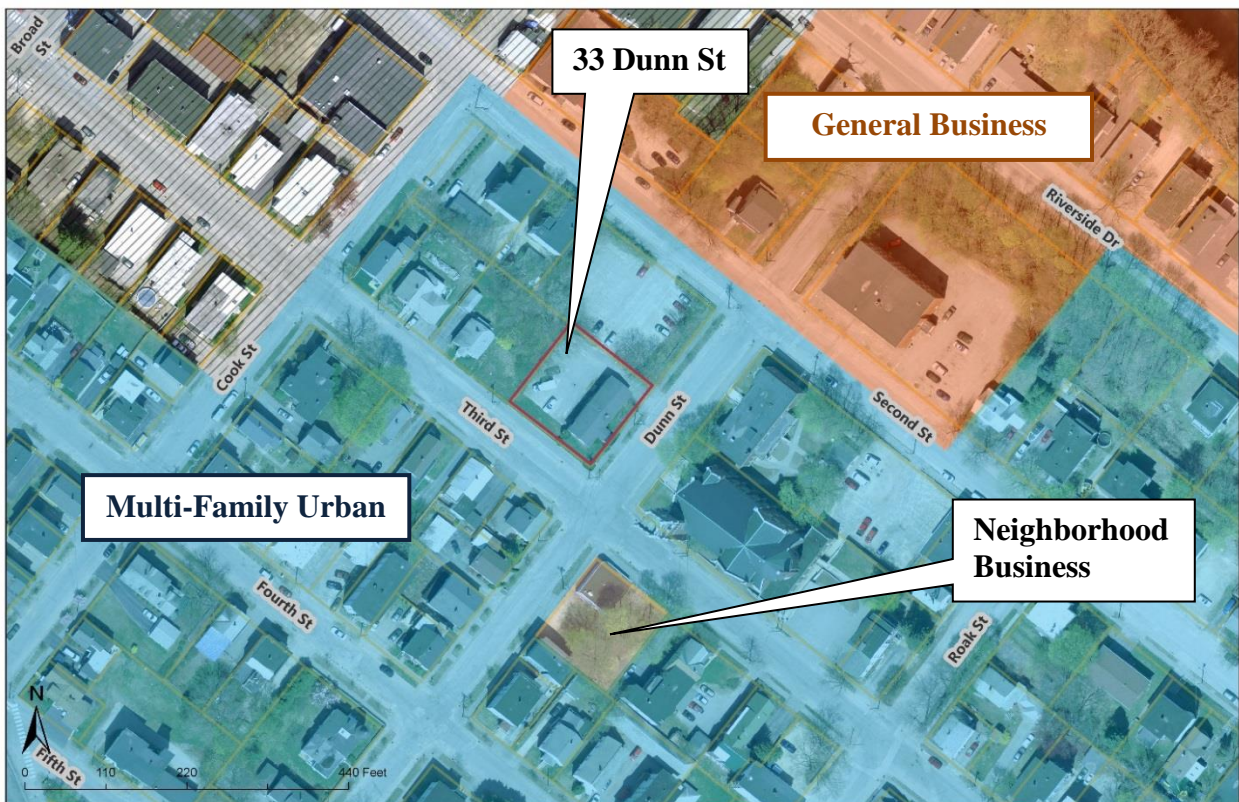 Broad
St
33 Dunn St
General Business
Riverside Dr
Cook St
Third St
Dunn St
Second St
Multi-Family Urban
Neighborhood
Business
Fourth St
Roak St
N
Fifth St
0 110 220 440 Feet